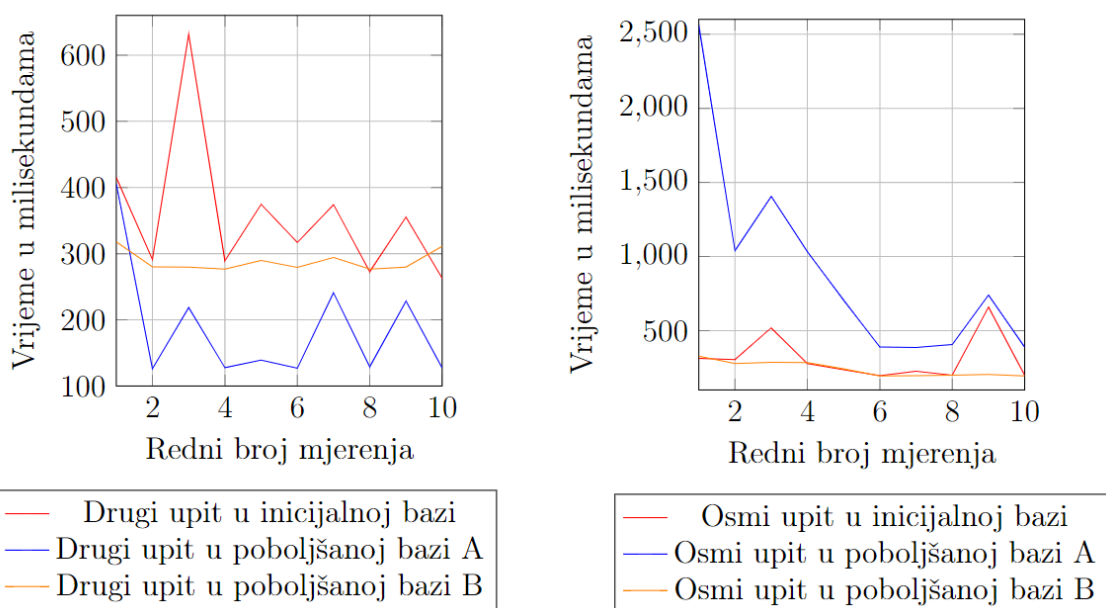 Vrijeme u milisekundama
600
500
400
300
200
100
2 4 6 8 10
Redni broj mjerenja
Drugi upit u inicijalnoj bazi
Drugi upit u poboljšanoj bazi A
Drugi upit u poboljšanoj bazi B
Vrijeme u milisekundama
2,500
2,000
1,500
1,000
500
2 4 6 8 10
Redni broj mjerenja
Osmi upit u inicijalnoj bazi
Osmi upit u poboljšanoj bazi A
Osmi upit u poboljšanoj bazi B